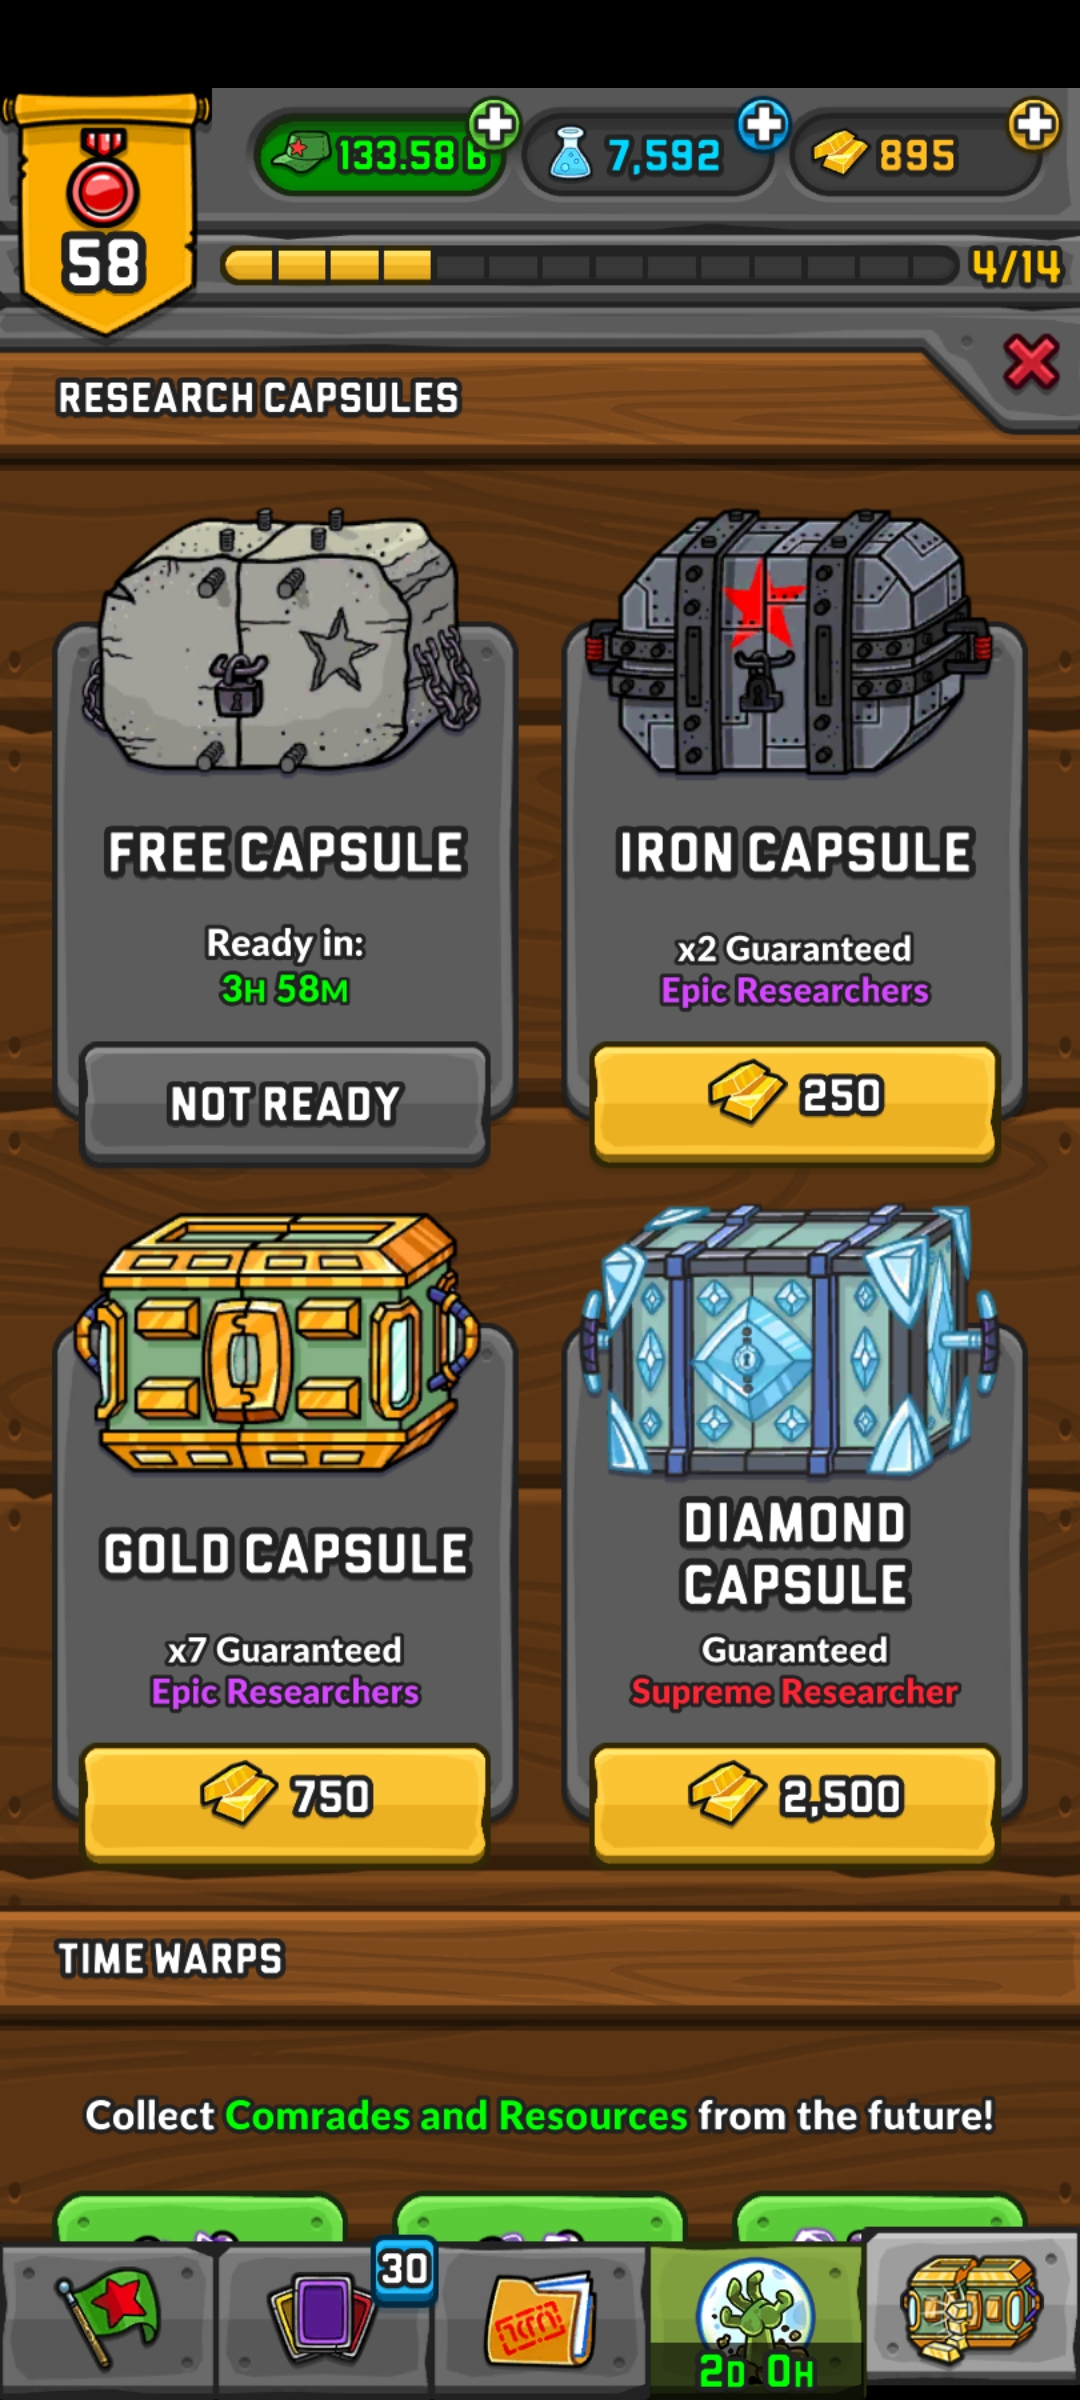 133.58 B
7,592
895
58
4/14
RESEARCH CAPSULES
FREE CAPSULE
Ready in:
3H 58M
NOT READY
IRON CAPSULE
x2 Guaranteed
Epic Researchers
250
GOLD CAPSULE
x7 Guaranteed
Epic Researchers
750
DIAMOND
CAPSULE
Guaranteed
Supreme Researcher
2,500
TIME WARPS
Collect Comrades and Resources from the future!
30
2D 0H